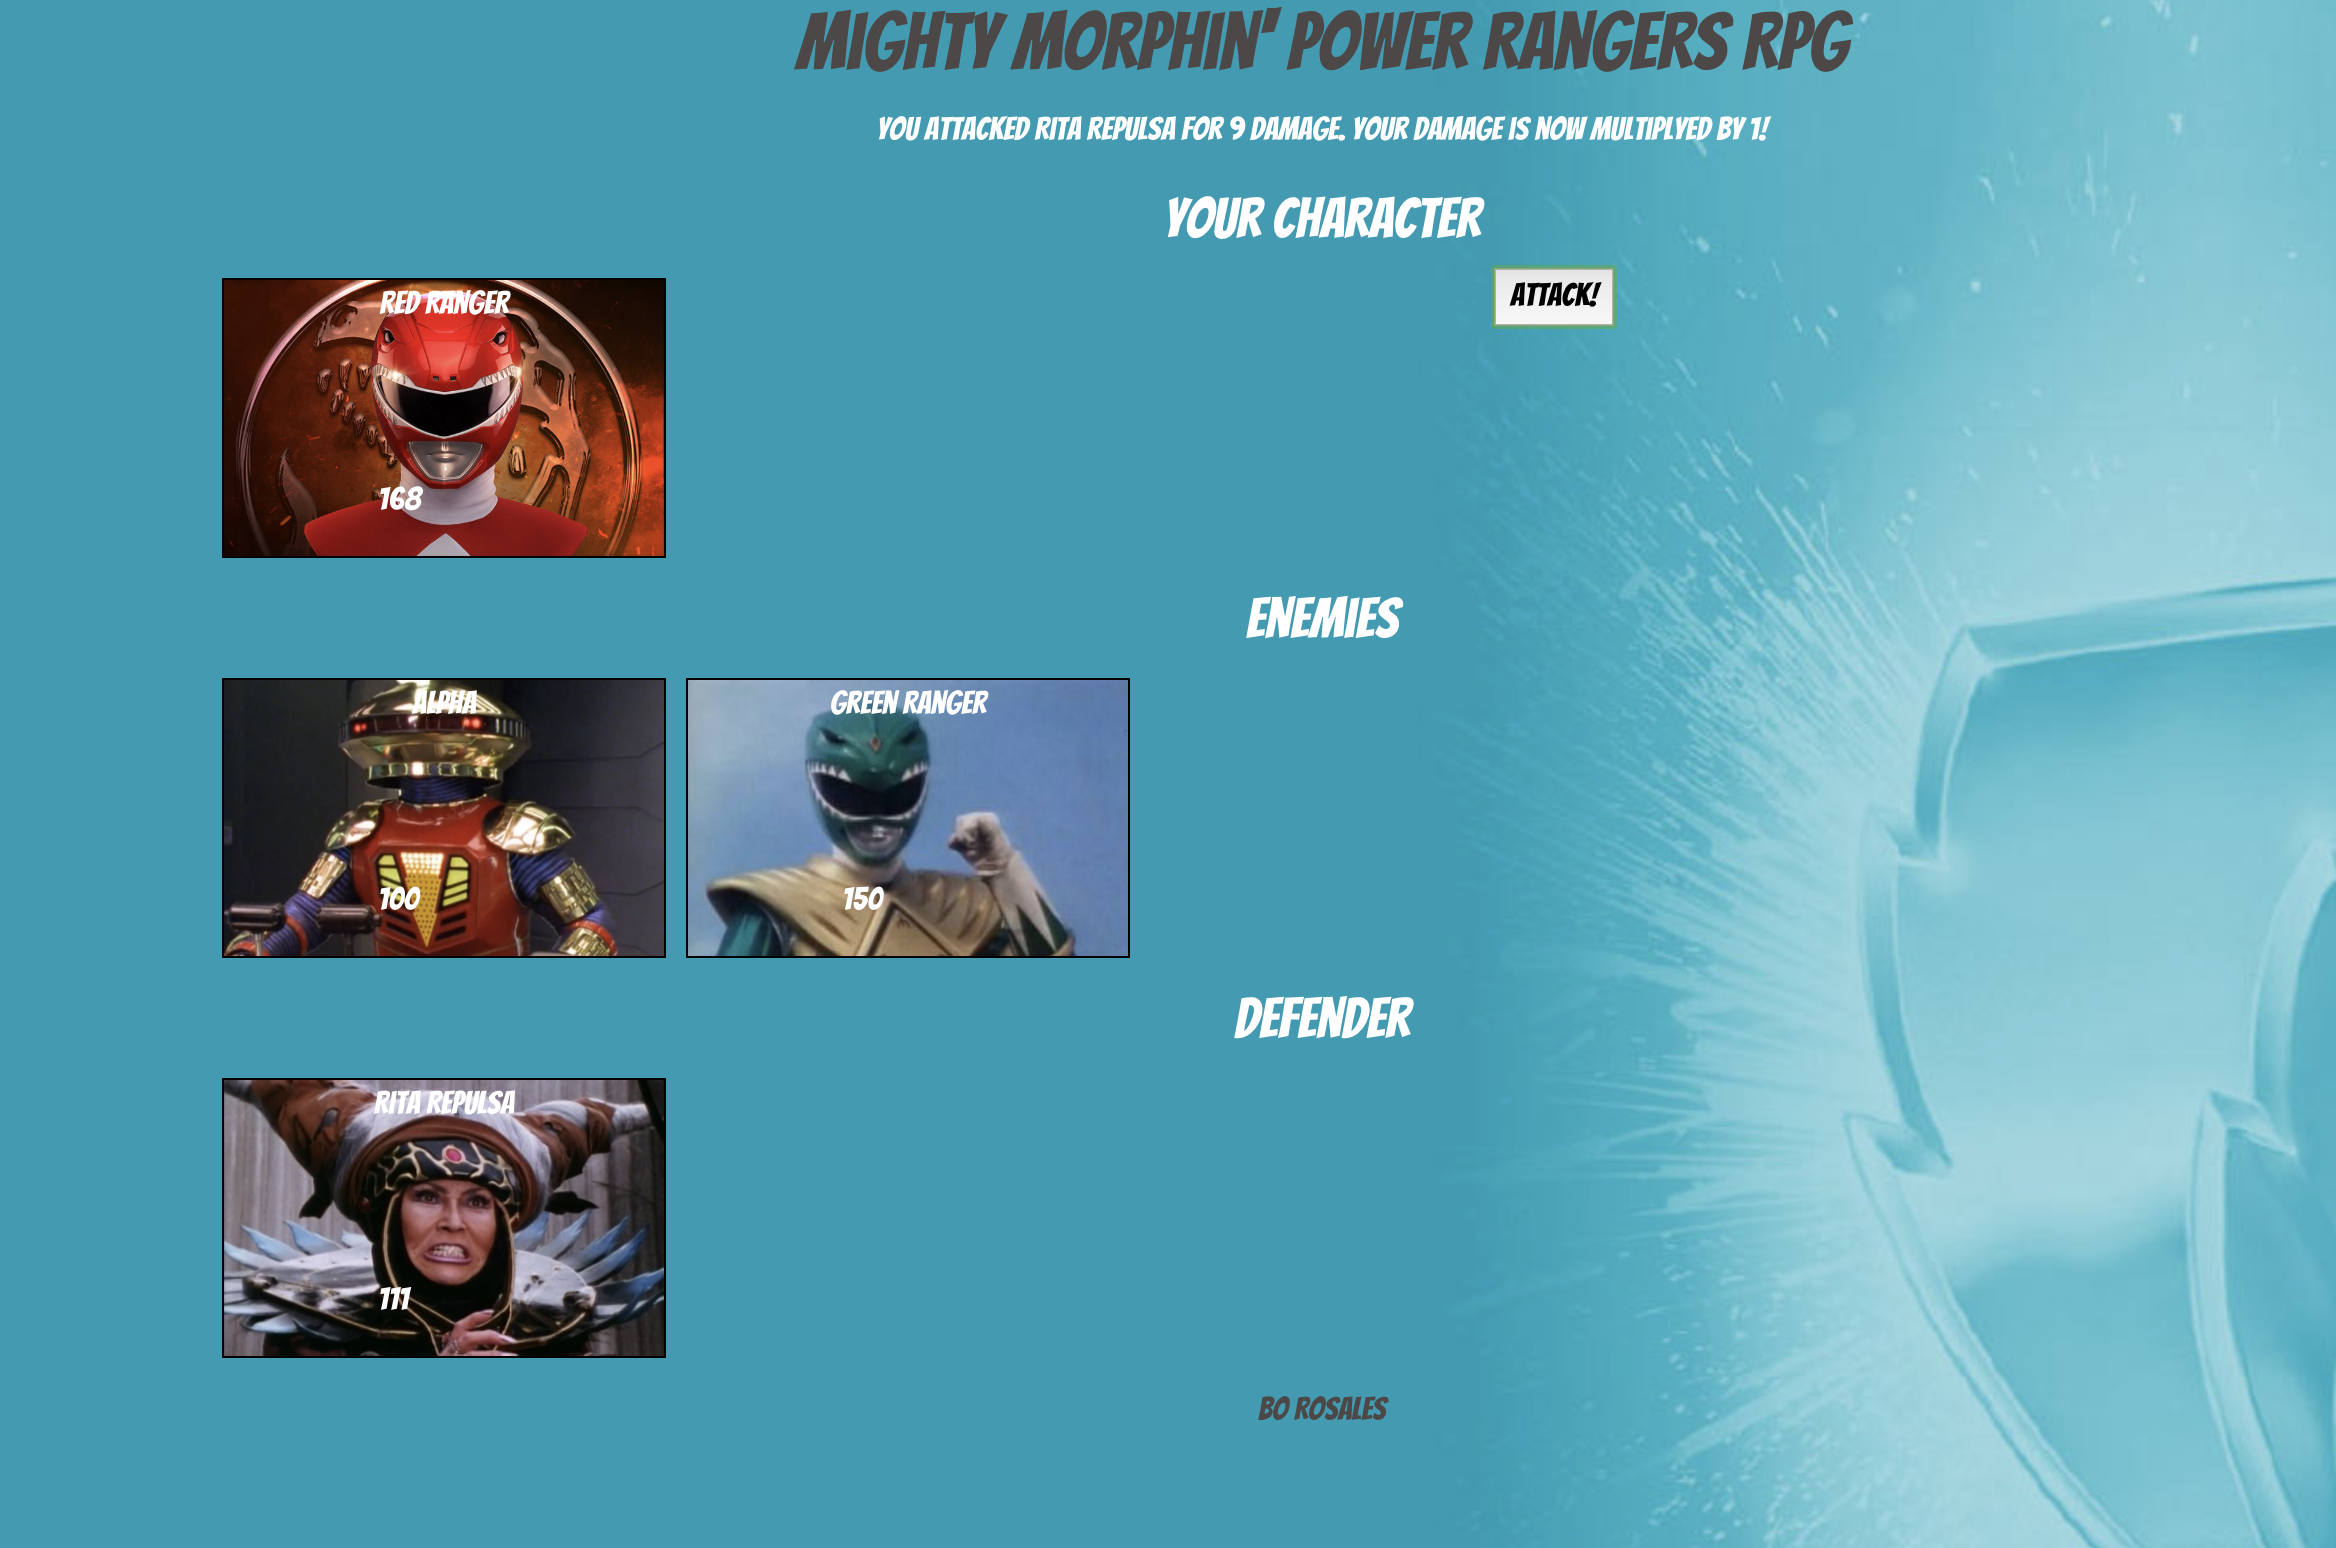 MIGHTY MORPHIN' POWER RANGERS RPG
YOU ATTACKED RITA REPULSA FOR 9 DAMAGE. YOUR DAMAGE IS NOW MULTIPLYED BY 1!
YOUR CHARACTER
RED RANGER
ATTACK!
168
ENEMIES
ALPHA
GREEN RANGER
100
150
DEFENDER
RITA REPULSA
111
BO ROSALES